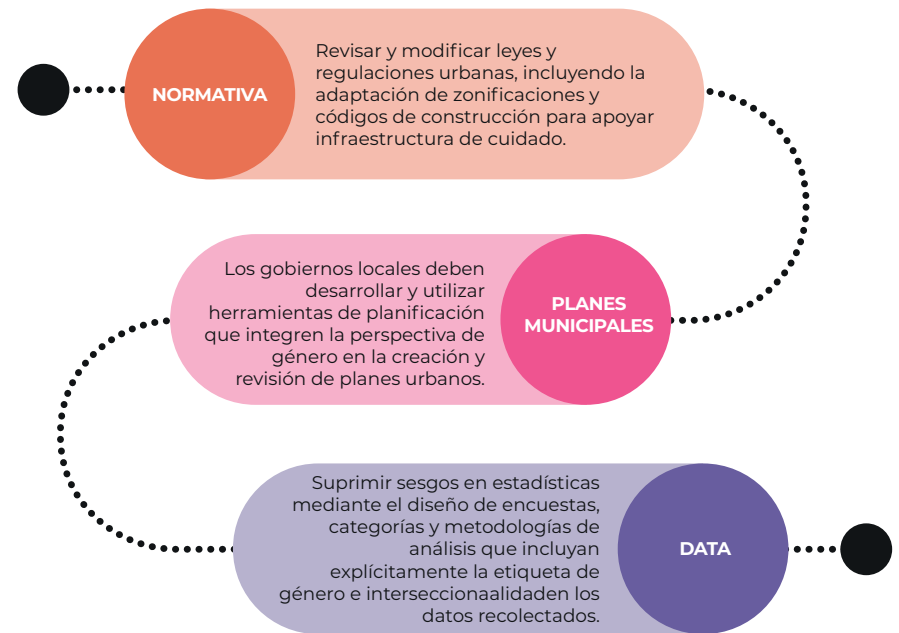 NORMATIVA
Revisar y modificar leyes y
regulaciones urbanas, incluyendo la
adaptación de zonificaciones y
códigos de construcción para apoyar
infraestructura de cuidado.
Los gobiernos locales deben
desarrollar y utilizar
herramientas de planificación
que integren la perspectiva de
género en la creación y
revisión de planes urbanos.
PLANES
MUNICIPALES
Suprimir sesgos en estadísticas
mediante el diseño de encuestas,
categorías y metodologías de
análisis que incluyan
explícitamente la etiqueta de
género e interseccionaalidaden los
datos recolectados.
DATA